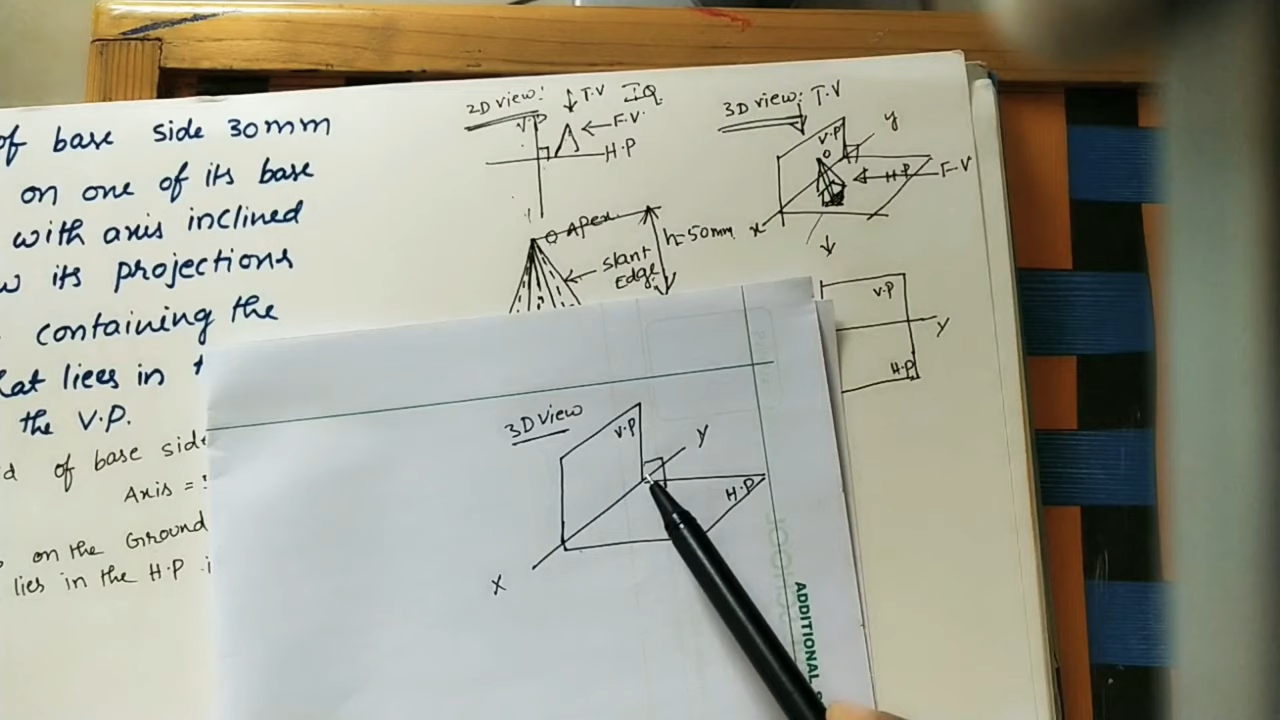 of base side 30mm
on one of its base
with axis inclined
its projections
containing the
lies in
the V.P.
of base side
Axis =
on the Ground
lies in the H.P
2D view:
↓ T.V
I Q
V.P
← F.V.
H.P
O Apex
h=50mm
slant
Edge
3D view:
T.V
y
V.P
O
H.P
F.V
x
V.P
y
H.P
3D view
V.P
y
H.P
X
ADDITIONAL